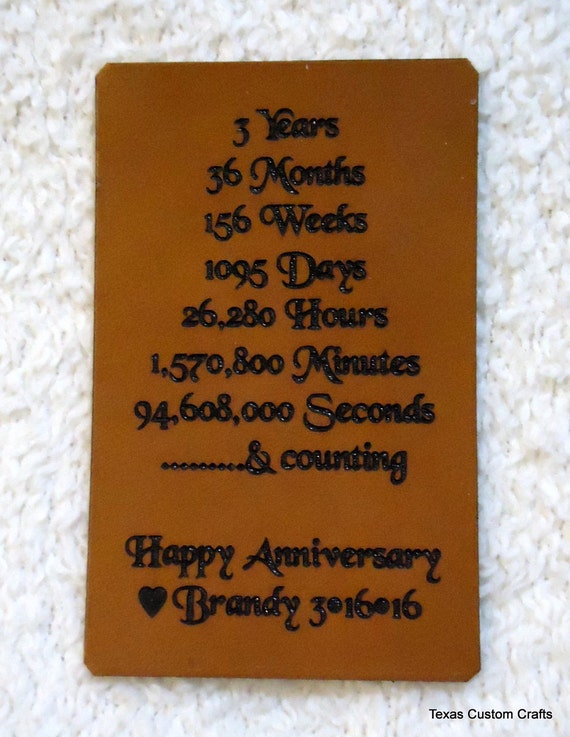 3 Years
36 Months
156 Weeks
1095 Days
26,280 Hours
1,570,800 Minutes
94,608,000 Seconds
..........& counting
Happy Anniversary
♥ Brandy 3•16•16
Texas Custom Crafts